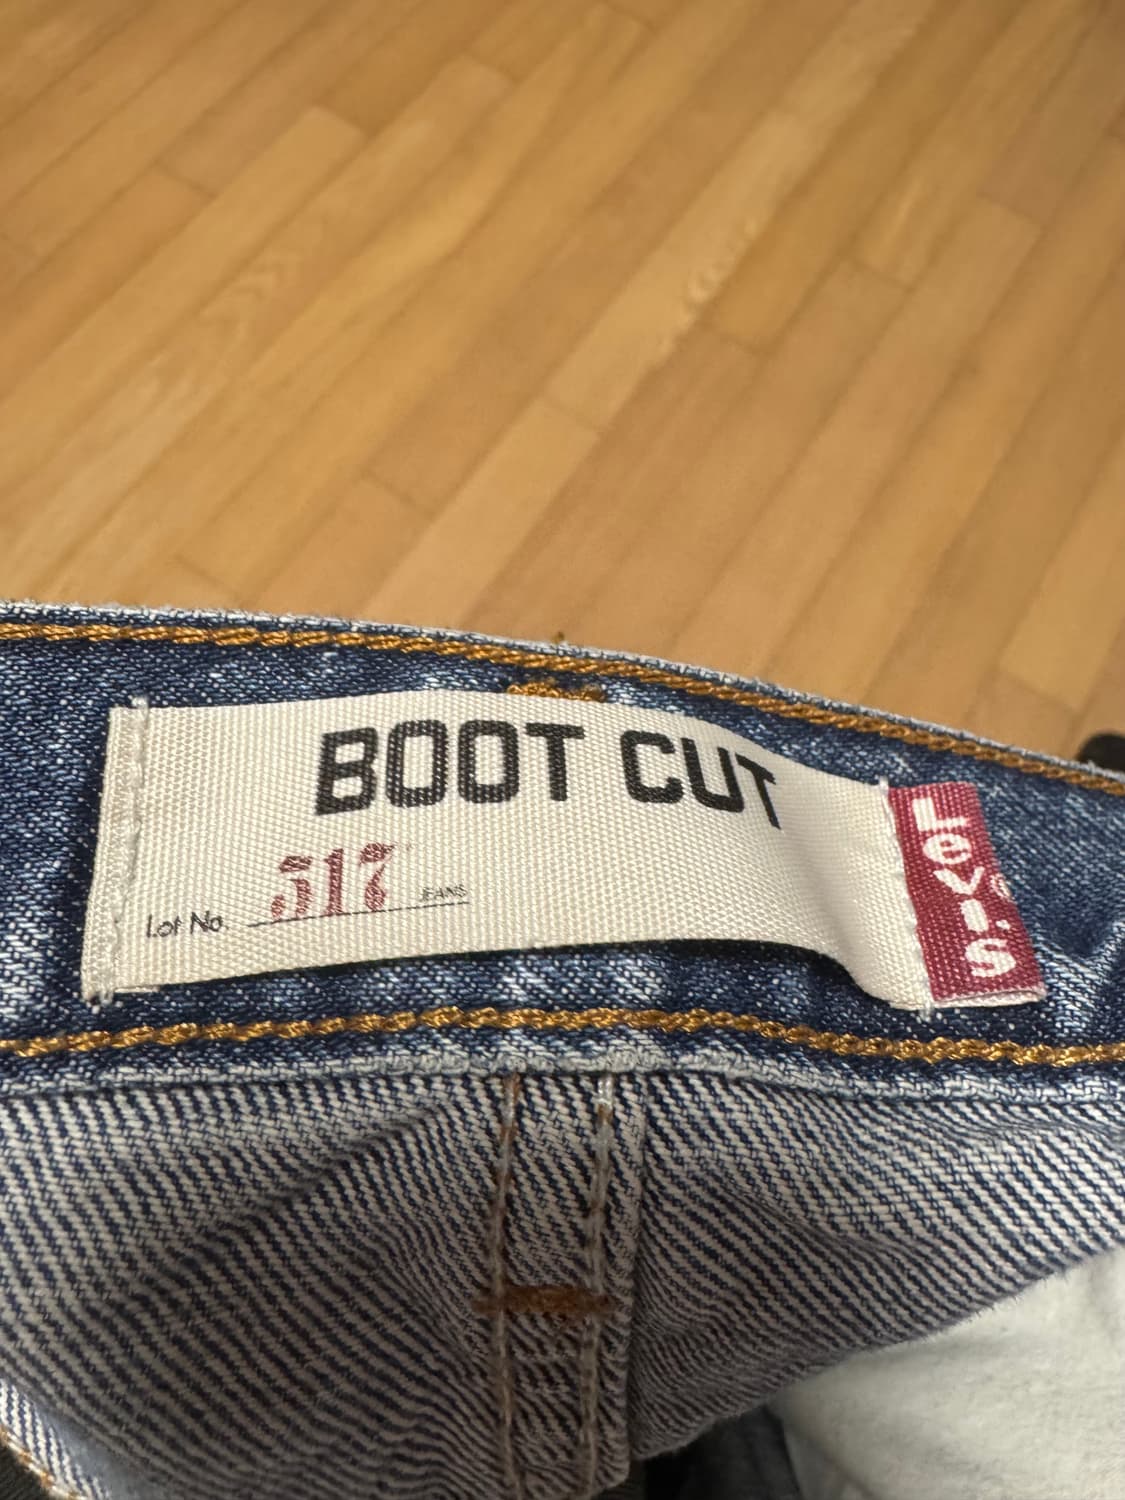 BOOT CUT
Lot No. 517 JEANS
Levi's®